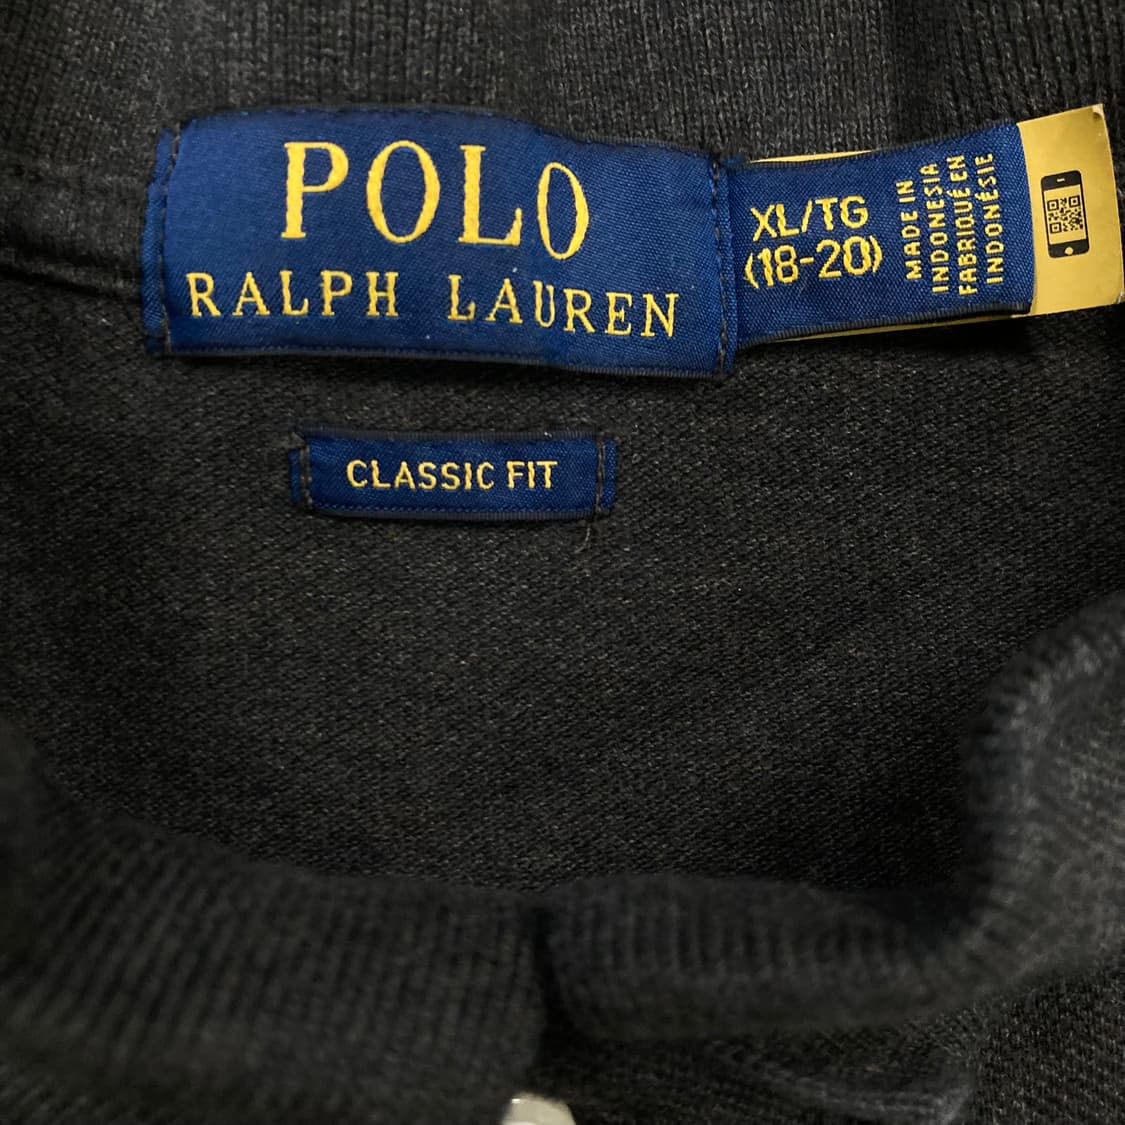 POLO
RALPH LAUREN
XL/TG
(18-20)
MADE IN
INDONESIA
FABRIQUÉ EN
INDONÉSIE
CLASSIC FIT